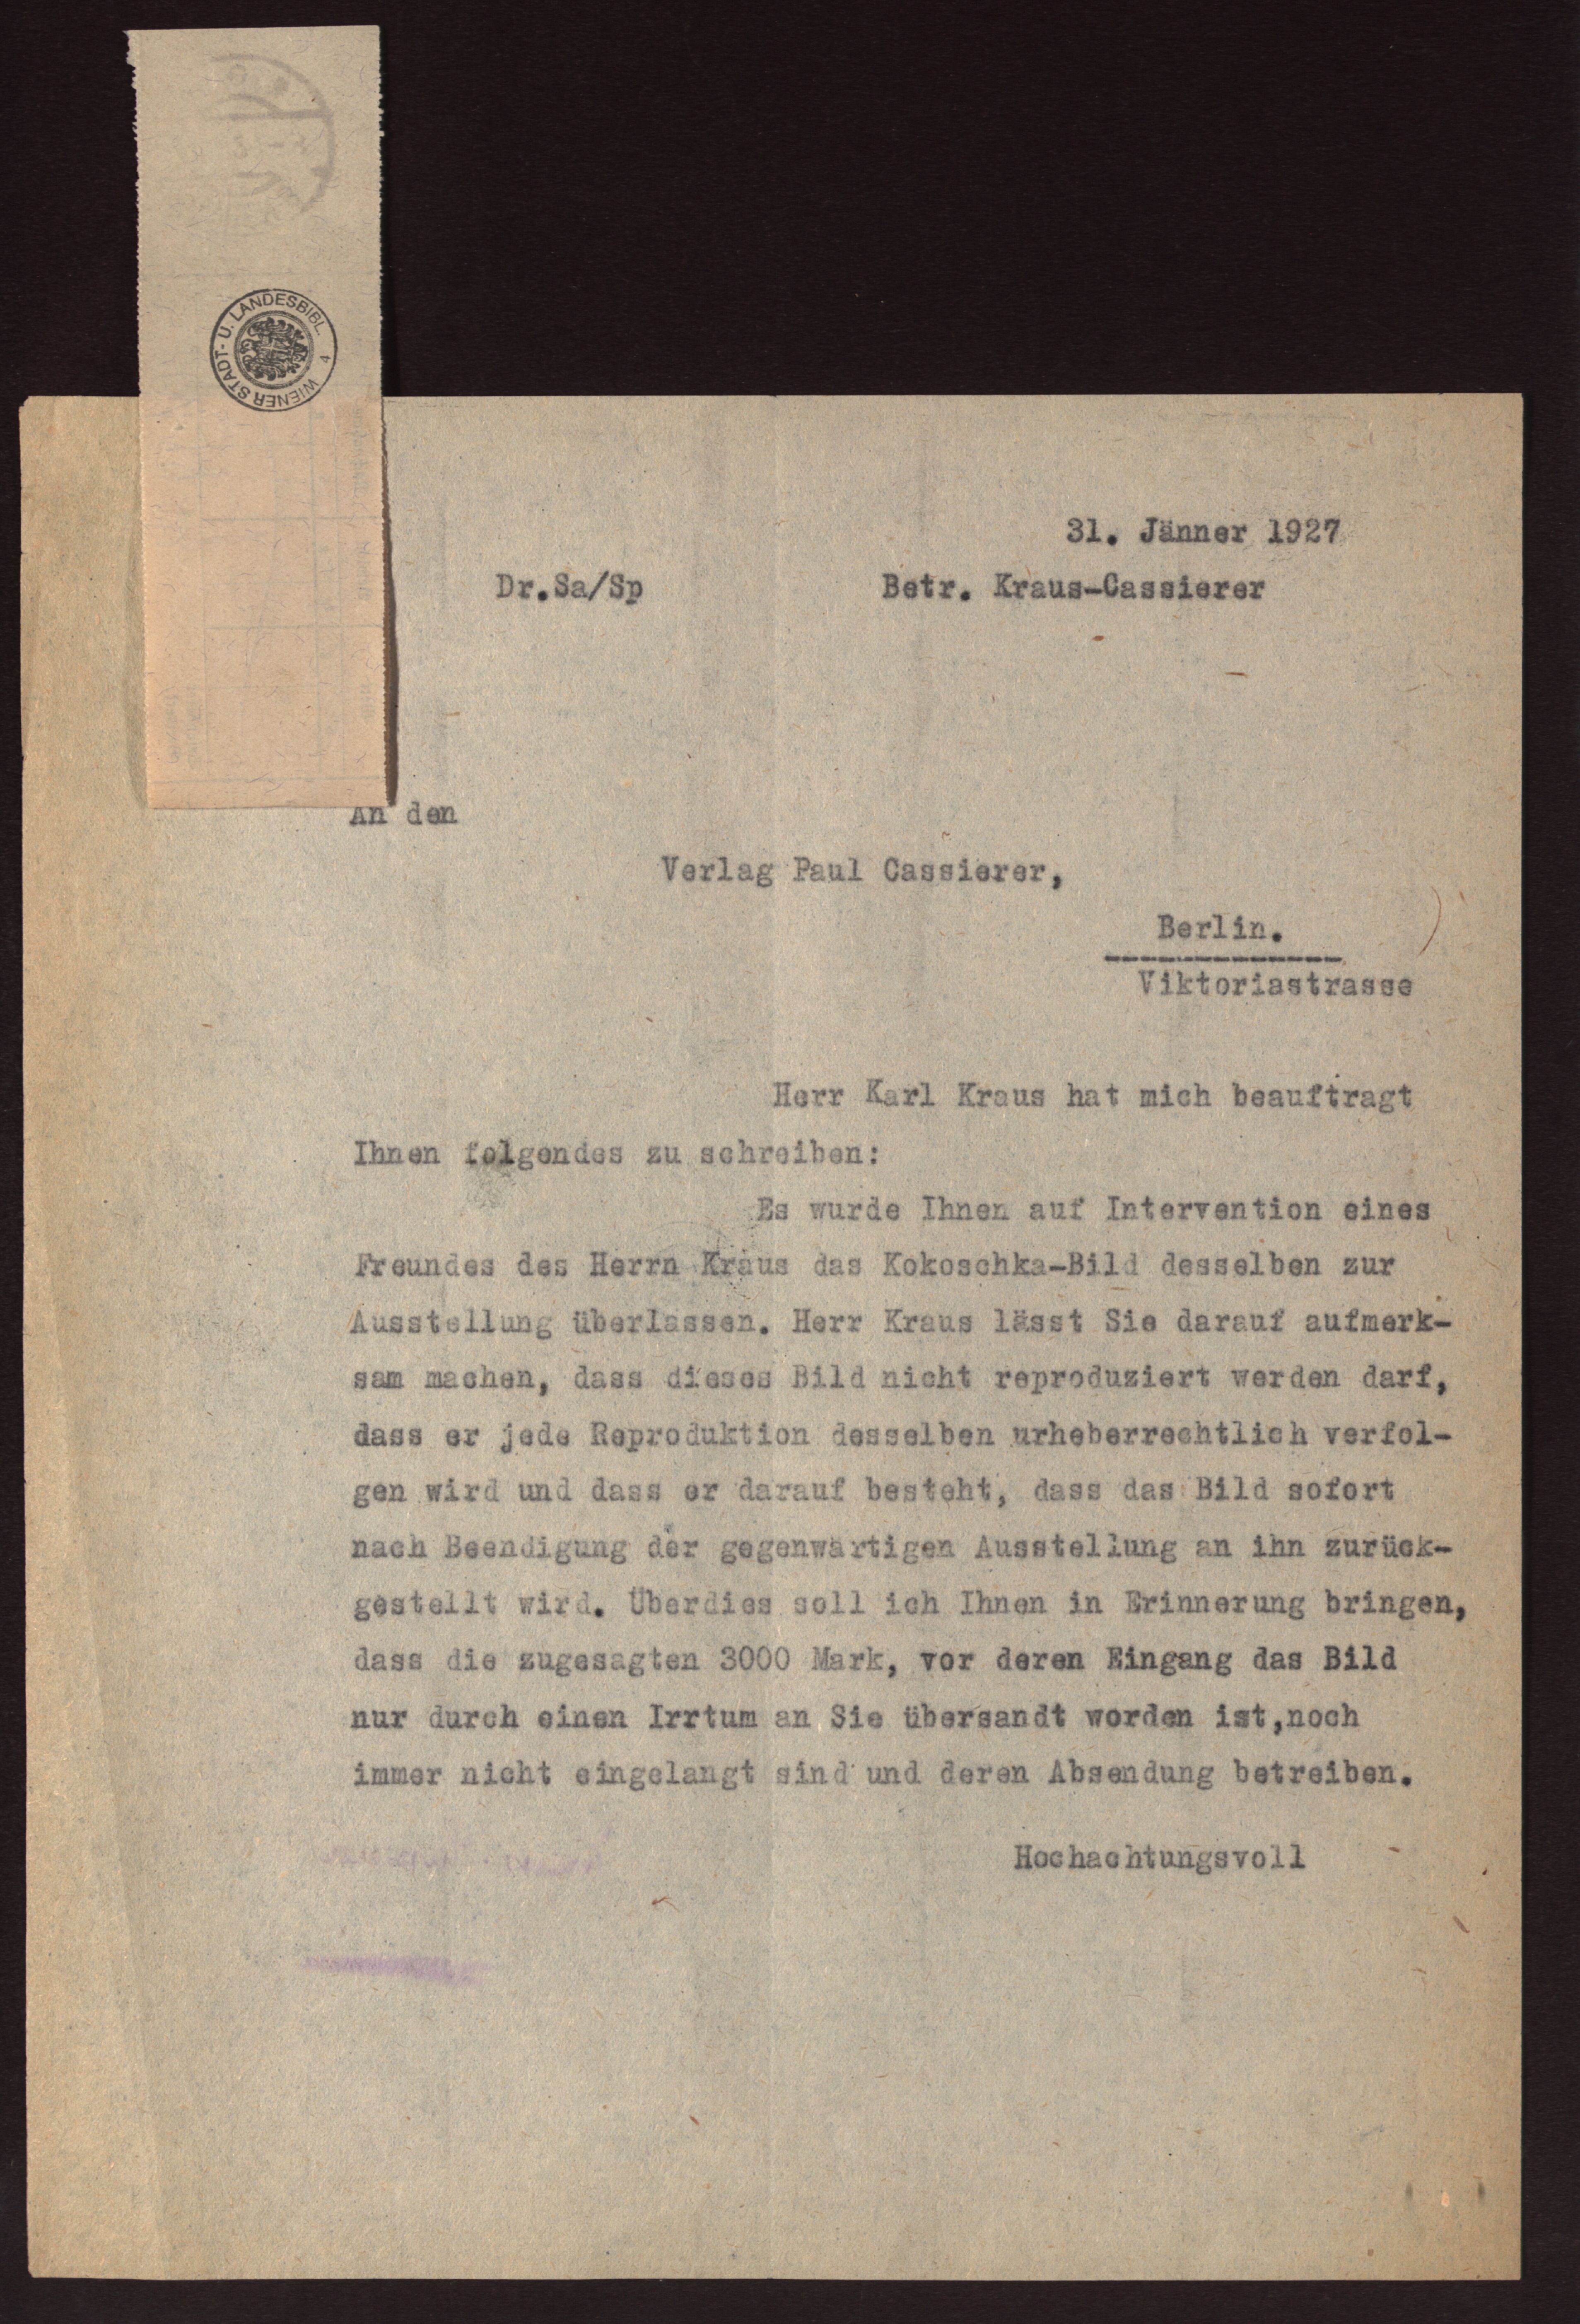 WIENER STADT- U. LANDESBIBL. 4
31. Jänner 1927
Dr.Sa/Sp Betr. Kraus-Cassierer
An den
Verlag Paul Cassierer,
Berlin.
Viktoriastrasse
Herr Karl Kraus hat mich beauftragt
Ihnen folgendes zu schreiben:
Es wurde Ihnen auf Intervention eines
Freundes des Herrn Kraus das Kokoschka-Bild desselben zur
Ausstellung überlassen. Herr Kraus lässt Sie darauf aufmerk-
sam machen, dass dieses Bild nicht reproduziert werden darf,
dass er jede Reproduktion desselben urheberrechtlich verfol-
gen wird und dass er darauf besteht, dass das Bild sofort
nach Beendigung der gegenwärtigen Ausstellung an ihn zurück-
gestellt wird. Überdies soll ich Ihnen in Erinnerung bringen,
dass die zugesagten 3000 Mark, vor deren Eingang das Bild
nur durch einen Irrtum an Sie übersandt worden ist,noch
immer nicht eingelangt sind und deren Absendung betreiben.
Hochachtungsvoll